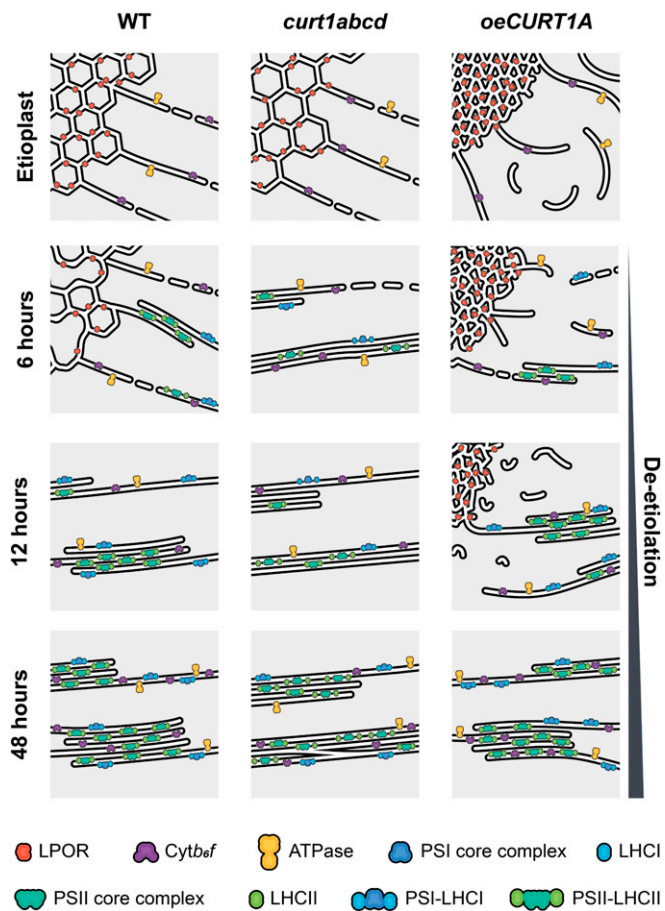 WT curt1abcd oeCURT1A
Etioplast
6 hours
12 hours
48 hours
De-etiolation
LPOR Cytb₆f ATPase PSI core complex LHCI
PSII core complex LHCII PSI-LHCI PSII-LHCII